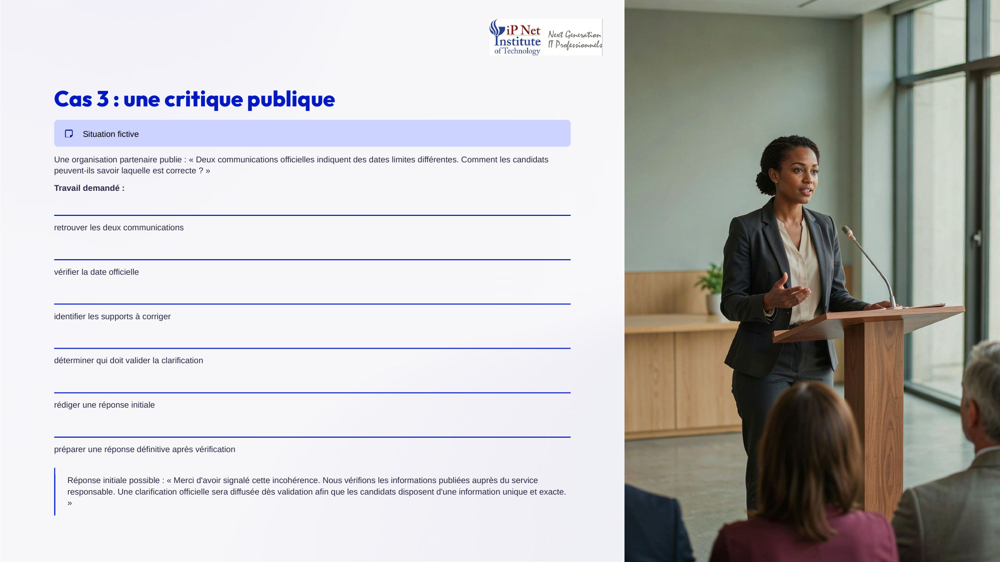 iP Net
Institute
of Technology
Next Generation
IT Professionnels
Cas 3 : une critique publique
Situation fictive
Une organisation partenaire publie : « Deux communications officielles indiquent des dates limites différentes. Comment les candidats
peuvent-ils savoir laquelle est correcte ? »
Travail demandé :
retrouver les deux communications
vérifier la date officielle
identifier les supports à corriger
déterminer qui doit valider la clarification
rédiger une réponse initiale
préparer une réponse définitive après vérification
Réponse initiale possible : « Merci d'avoir signalé cette incohérence. Nous vérifions les informations publiées auprès du service
responsable. Une clarification officielle sera diffusée dès validation afin que les candidats disposent d'une information unique et exacte.
»